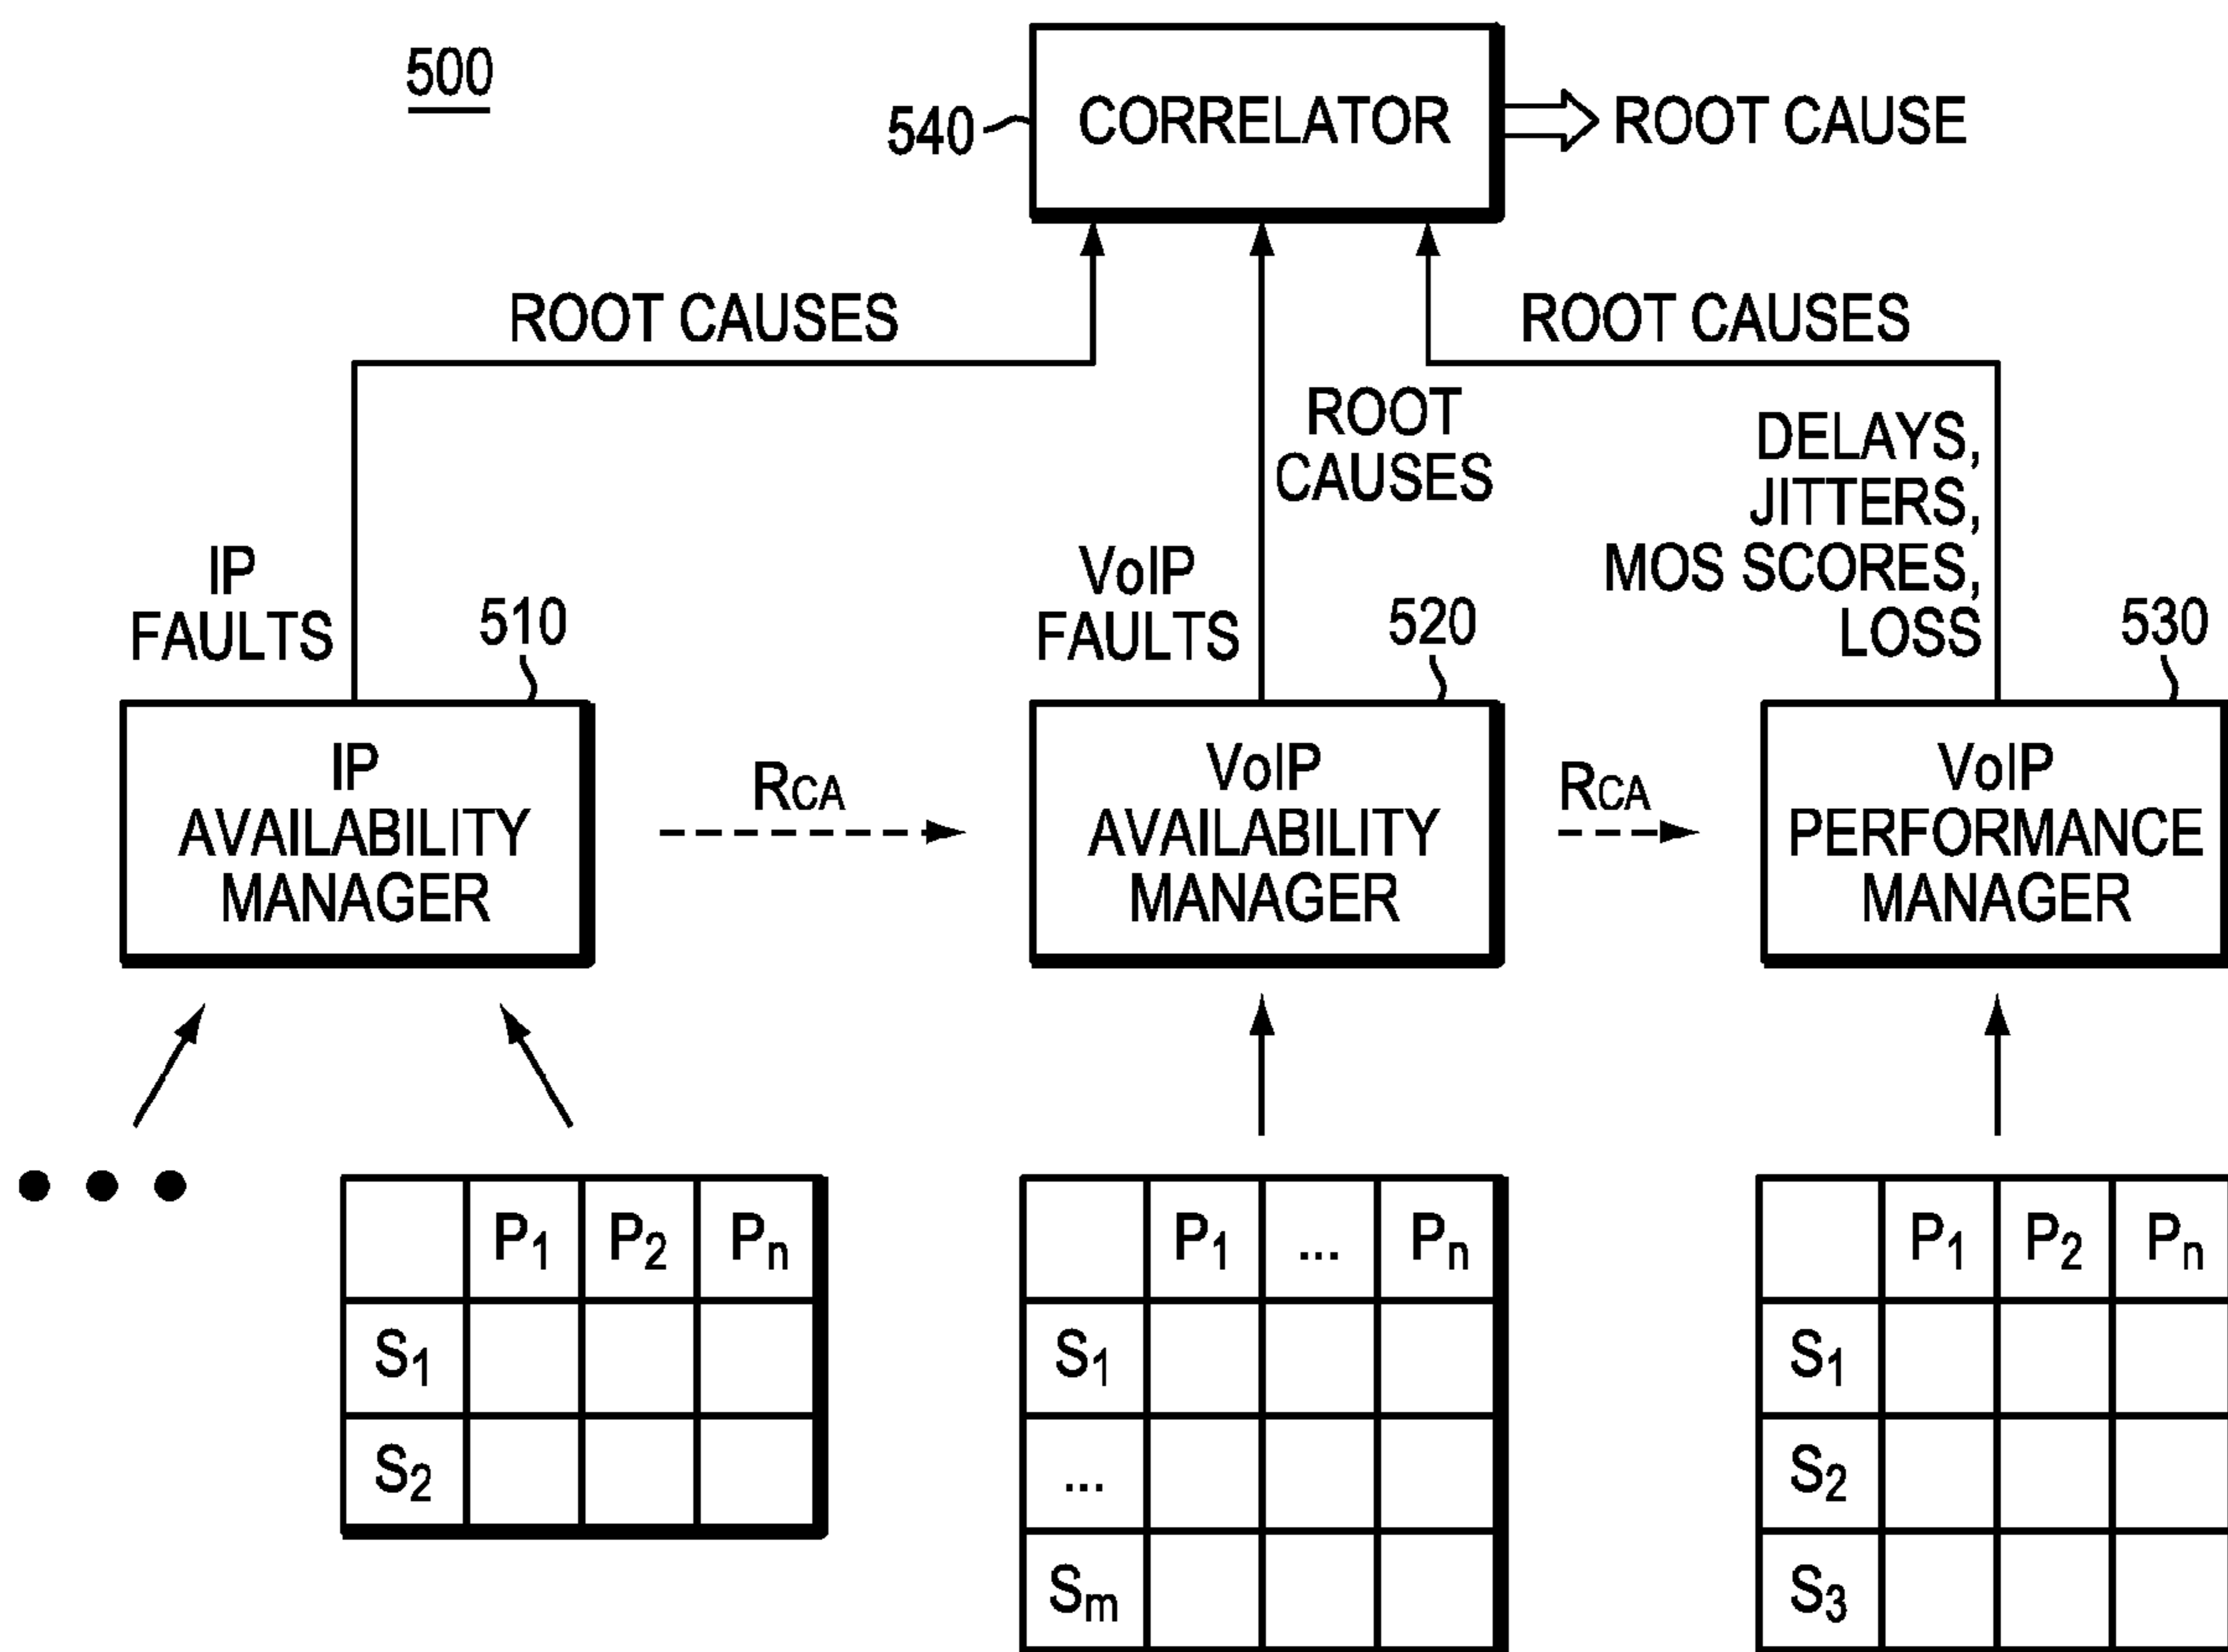 500
540
CORRELATOR
ROOT CAUSE
ROOT CAUSES
ROOT CAUSES
ROOT
CAUSES
DELAYS,
JITTERS,
MOS SCORES,
LOSS
IP
FAULTS
510
VoIP
FAULTS
520
530
IP
AVAILABILITY
MANAGER
RCA
VoIP
AVAILABILITY
MANAGER
RCA
VoIP
PERFORMANCE
MANAGER
P1 P2 Pn
S1
S2
P1 ... Pn
S1
...
Sm
P1 P2 Pn
S1
S2
S3